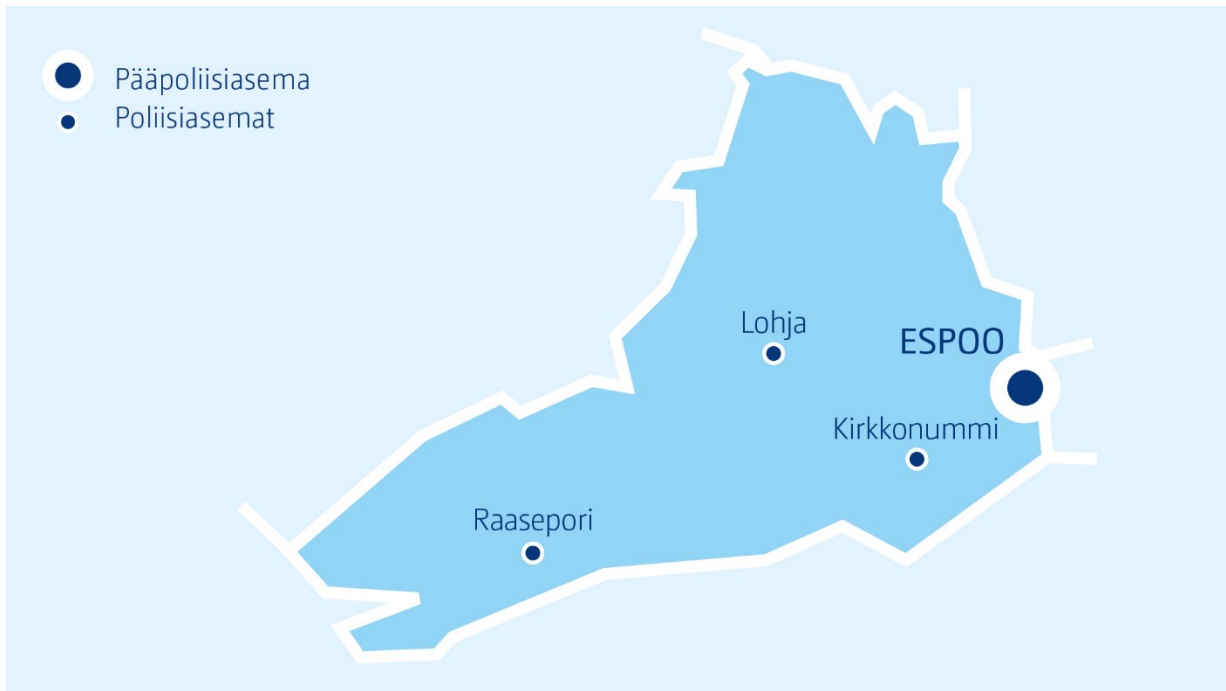 Pääpoliisiasema
Poliisiasemat
Lohja
ESPOO
Kirkkonummi
Raasepori